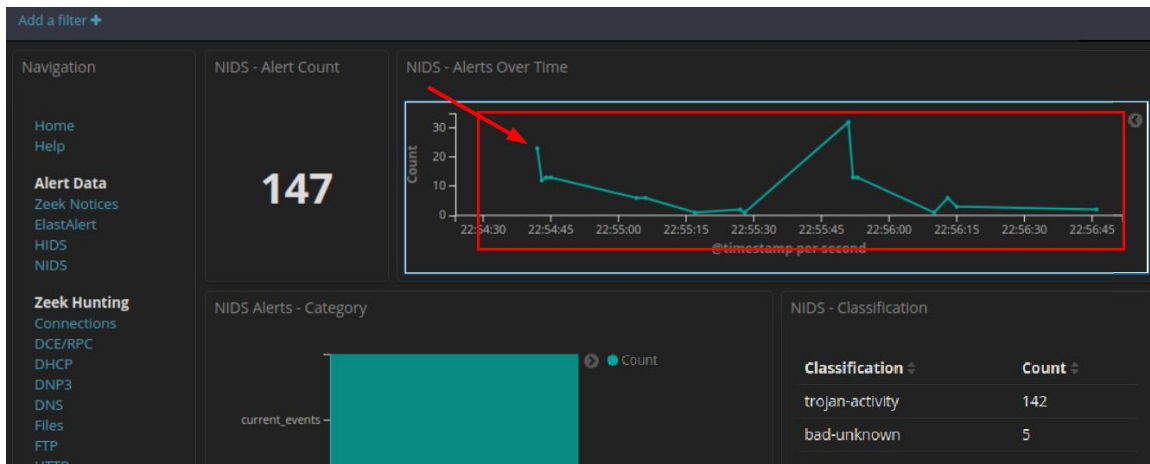 Add a filter +
Navigation
Home
Help
Alert Data
Zeek Notices
ElastAlert
HIDS
NIDS
Zeek Hunting
Connections
DCE/RPC
DHCP
DNP3
DNS
Files
FTP
HTTP
NIDS - Alert Count
147
NIDS - Alerts Over Time
Count
30
20
10
0
22:54:30 22:54:45 22:55:00 22:55:15 22:55:30 22:55:45 22:56:00 22:56:15 22:56:30 22:56:45
@timestamp per second
NIDS Alerts - Category
Count
current_events
NIDS - Classification
Classification Count
trojan-activity 142
bad-unknown 5